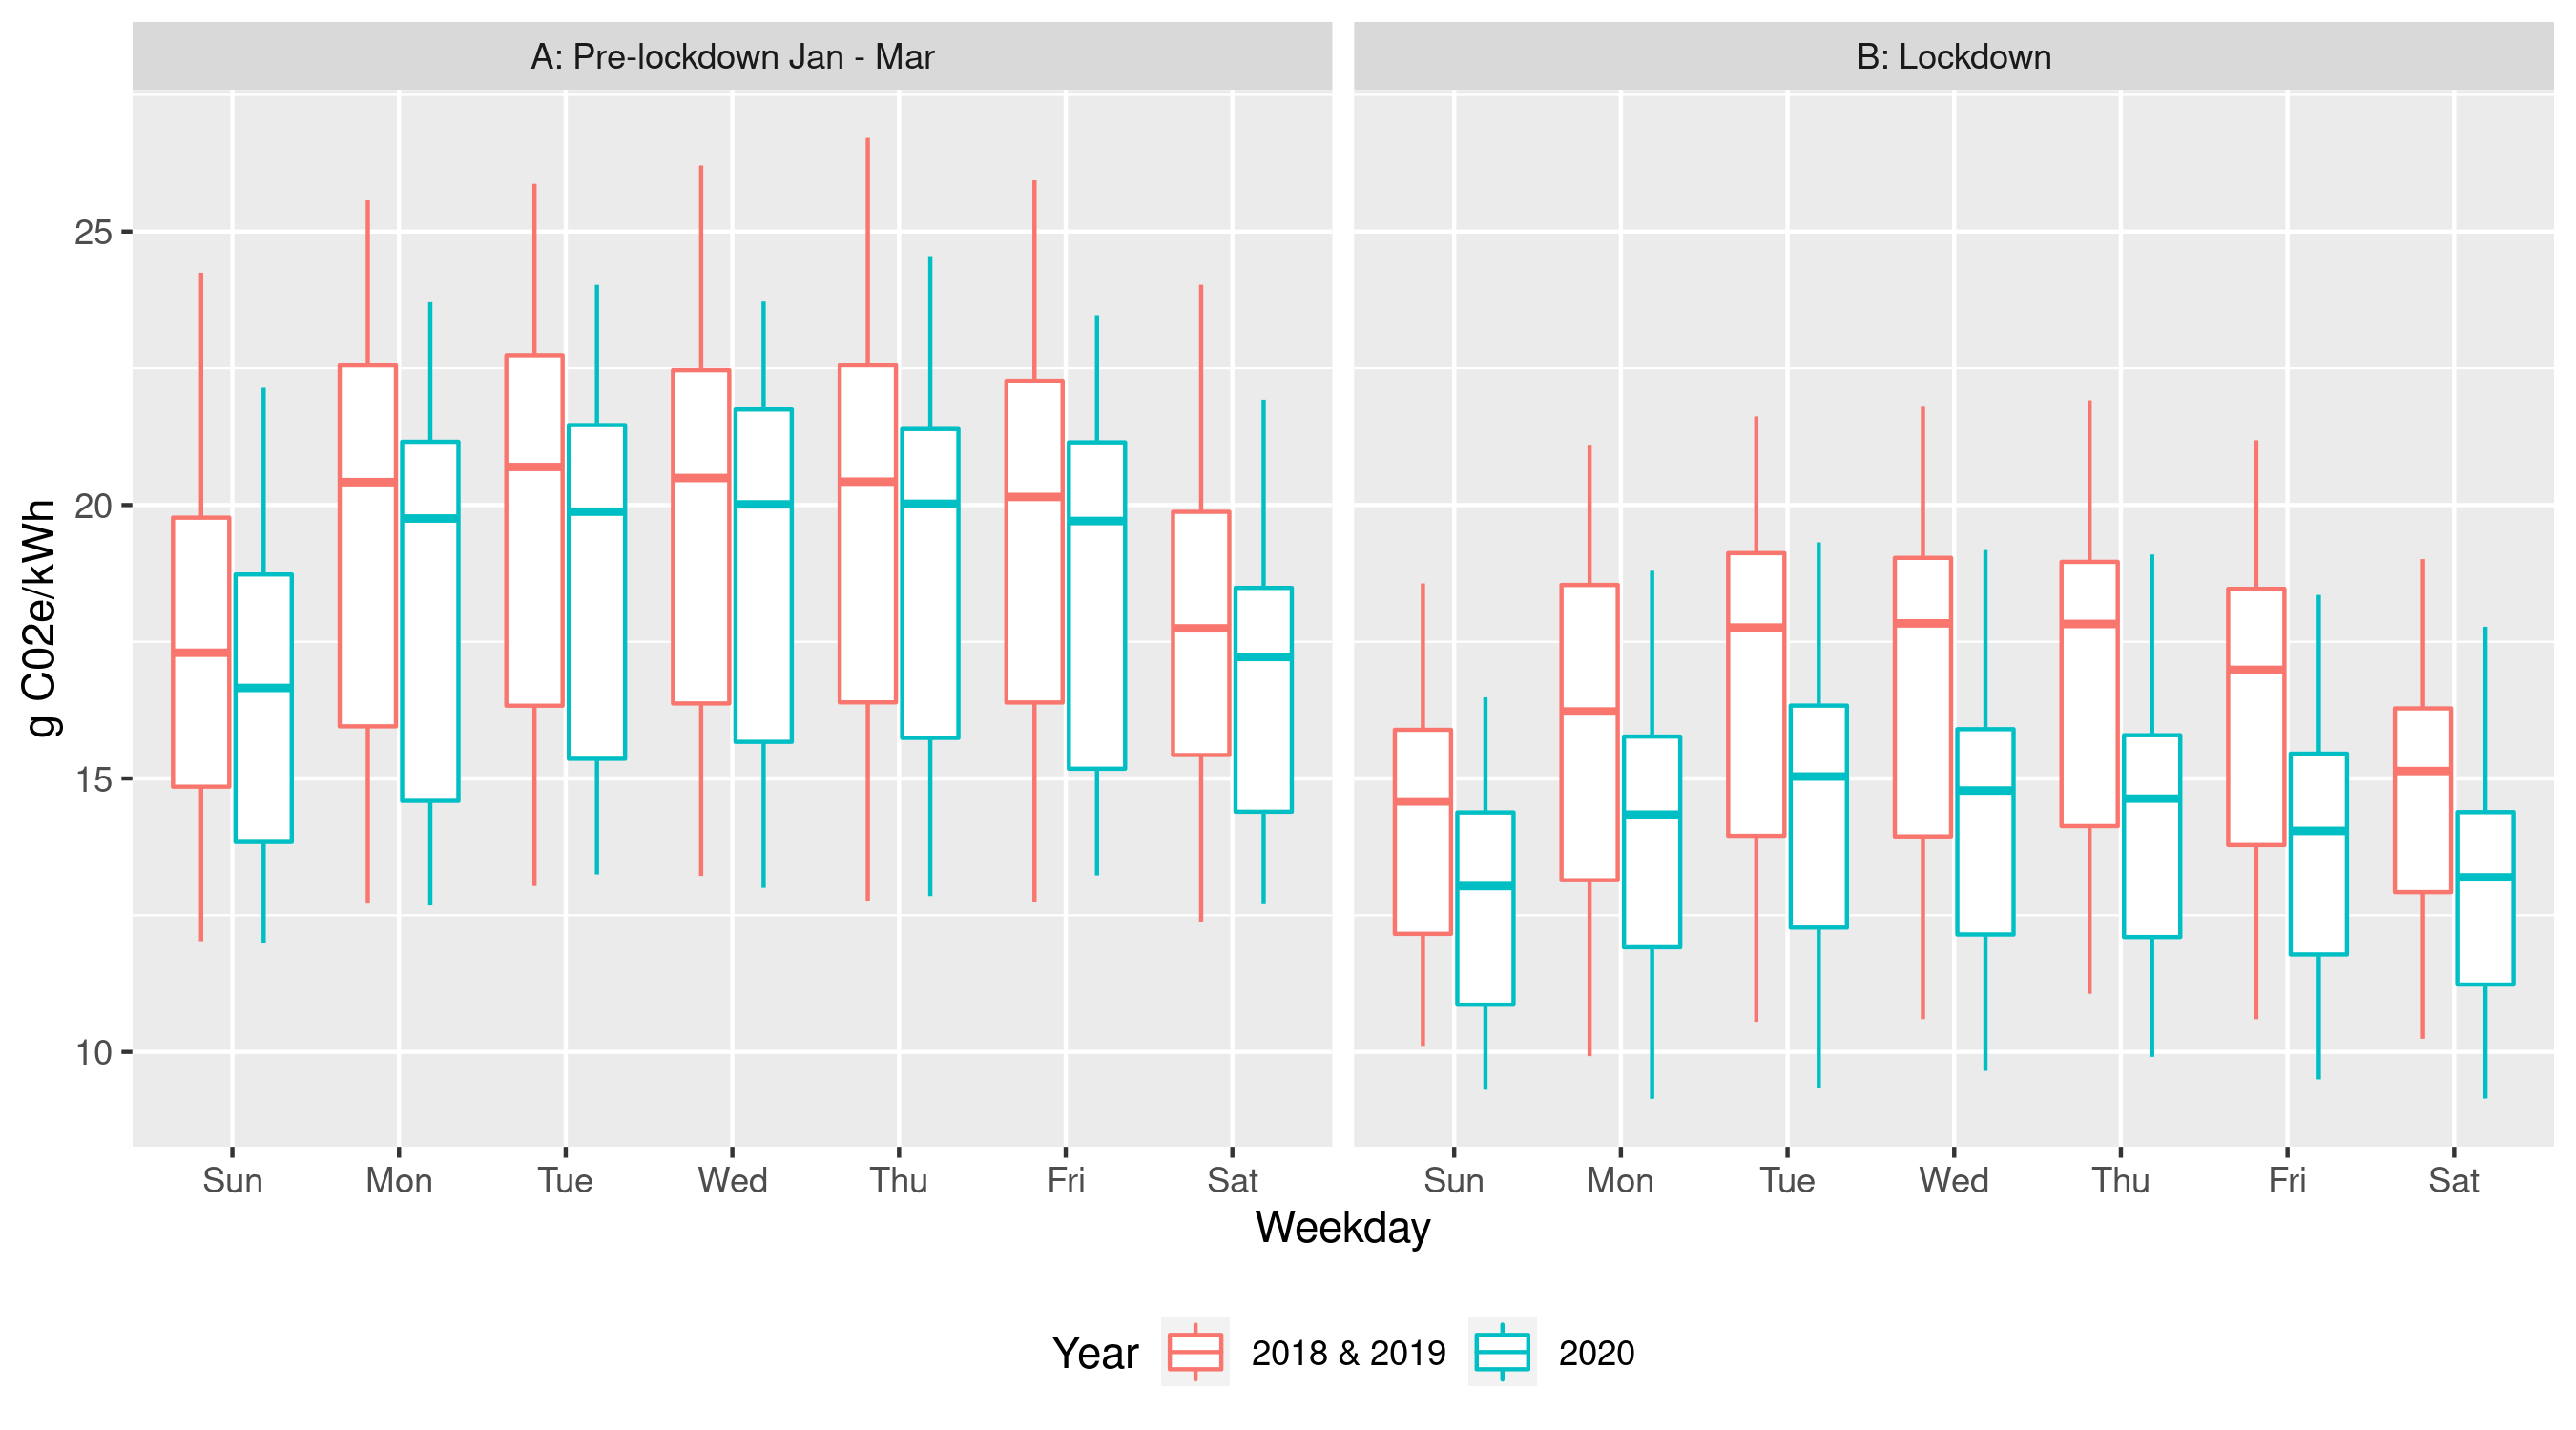 A: Pre-lockdown Jan - Mar
B: Lockdown
g C02e/kWh
25
20
15
10
Sun Mon Tue Wed Thu Fri Sat
Sun Mon Tue Wed Thu Fri Sat
Weekday
Year 2018 & 2019 2020